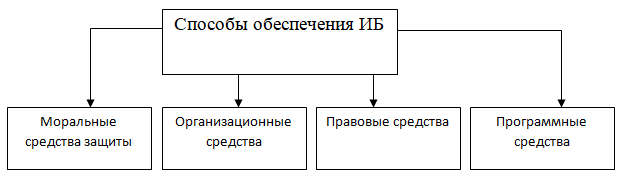 Способы обеспечения ИБ
Моральные
средства защиты
Организационные
средства
Правовые средства
Программные
средства